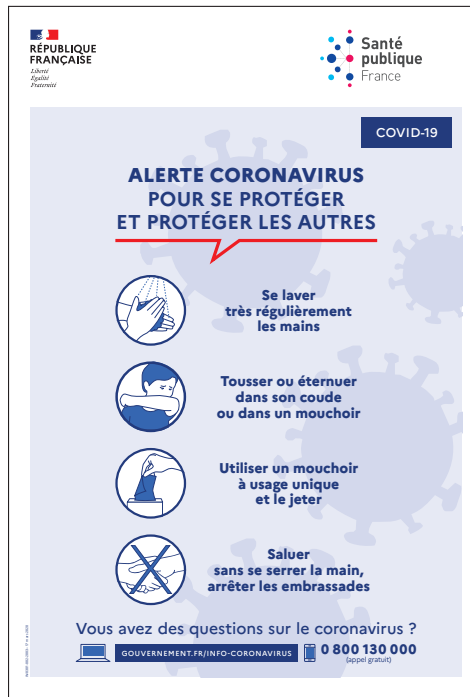 RÉPUBLIQUE
FRANÇAISE
Liberté
Égalité
Fraternité
Santé
publique
France
COVID-19
ALERTE CORONAVIRUS
POUR SE PROTÉGER
ET PROTÉGER LES AUTRES
Se laver
très régulièrement
les mains
Tousser ou éternuer
dans son coude
ou dans un mouchoir
Utiliser un mouchoir
à usage unique
et le jeter
Saluer
sans se serrer la main,
arrêter les embrassades
Vous avez des questions sur le coronavirus ?
GOUVERNEMENT.FR/INFO-CORONAVIRUS
0 800 130 000
(appel gratuit)